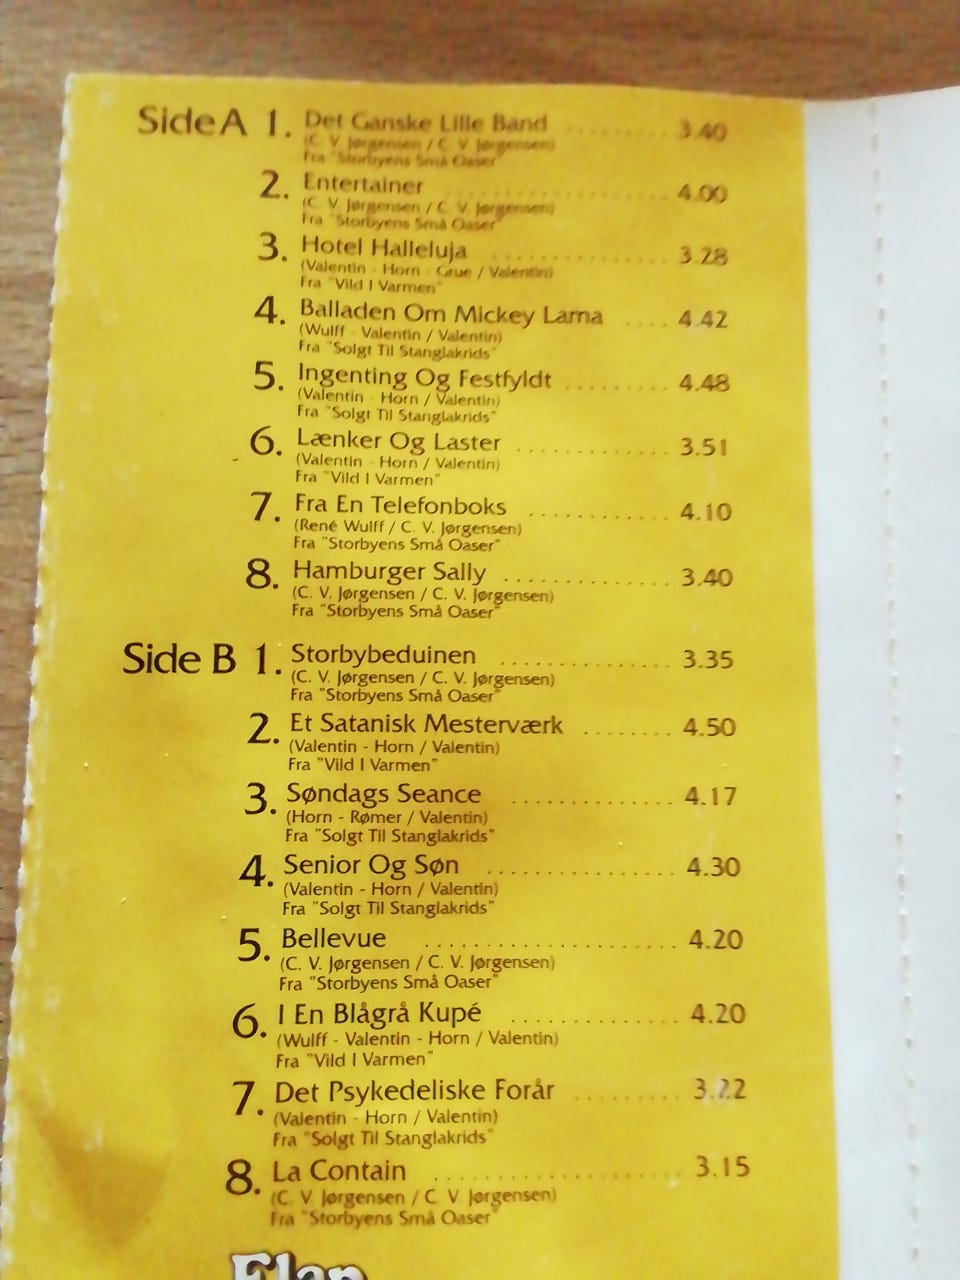 Side A 1. Det Ganske Lille Band ......... 3.40
(C. V. Jørgensen / C. V. Jørgensen)
Fra "Storbyens Små Oaser"
2. Entertainer .................... 4.00
(C. V. Jørgensen / C. V. Jørgensen)
Fra "Storbyens Små Oaser"
3. Hotel Halleluja ................ 3.28
(Valentin - Horn - Grue / Valentin)
Fra "Vild I Varmen"
4. Balladen Om Mickey Lama .... 4.42
(Wulff - Valentin / Valentin)
Fra "Solgt Til Stanglakrids"
5. Ingenting Og Festfyldt ......... 4.48
(Valentin - Horn / Valentin)
Fra "Solgt Til Stanglakrids"
6. Lænker Og Laster ............. 3.51
(Valentin - Horn / Valentin)
Fra "Vild I Varmen"
7. Fra En Telefonboks ............ 4.10
(René Wulff / C. V. Jørgensen)
Fra "Storbyens Små Oaser"
8. Hamburger Sally .............. 3.40
(C. V. Jørgensen / C. V. Jørgensen)
Fra "Storbyens Små Oaser"
Side B 1. Storbybeduinen .............. 3.35
(C. V. Jørgensen / C. V. Jørgensen)
Fra "Storbyens Små Oaser"
2. Et Satanisk Mesterværk ........ 4.50
(Valentin - Horn / Valentin)
Fra "Vild I Varmen"
3. Søndags Seance ............. 4.17
(Horn - Rømer / Valentin)
Fra "Solgt Til Stanglakrids"
4. Senior Og Søn ................ 4.30
(Valentin - Horn / Valentin)
Fra "Solgt Til Stanglakrids"
5. Bellevue ..................... 4.20
(C. V. Jørgensen / C. V. Jørgensen)
Fra "Storbyens Små Oaser"
6. I En Blågrå Kupé .............. 4.20
(Wulff - Valentin - Horn / Valentin)
Fra "Vild I Varmen"
7. Det Psykedeliske Forår ......... 3.22
(Valentin - Horn / Valentin)
Fra "Solgt Til Stanglakrids"
8. La Contain .................... 3.15
(C. V. Jørgensen / C. V. Jørgensen)
Fra "Storbyens Små Oaser"